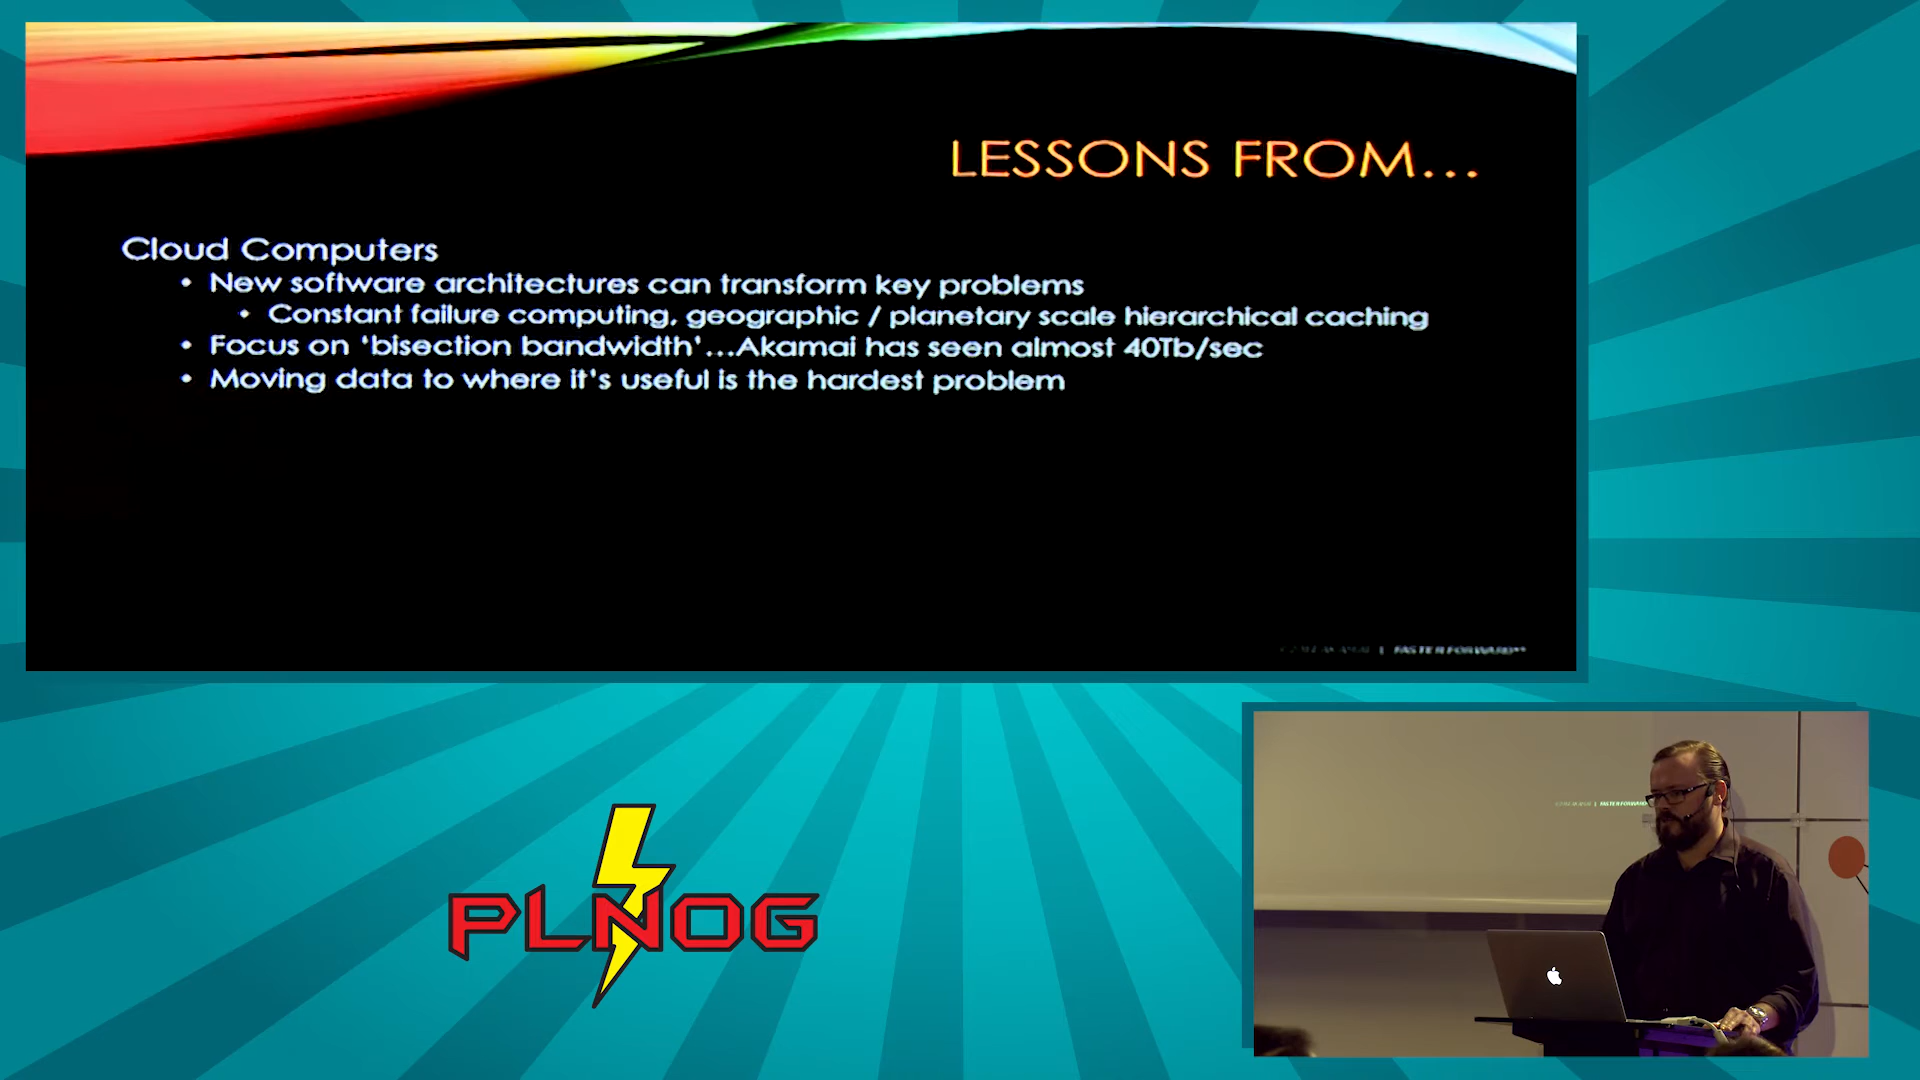 LESSONS FROM...
Cloud Computers
• New software architectures can transform key problems
• Constant failure computing, geographic / planetary scale hierarchical caching
• Focus on ‘bisection bandwidth’...Akamai has seen almost 40Tb/sec
• Moving data to where it's useful is the hardest problem
| FASTER FORWARD
PLNOG